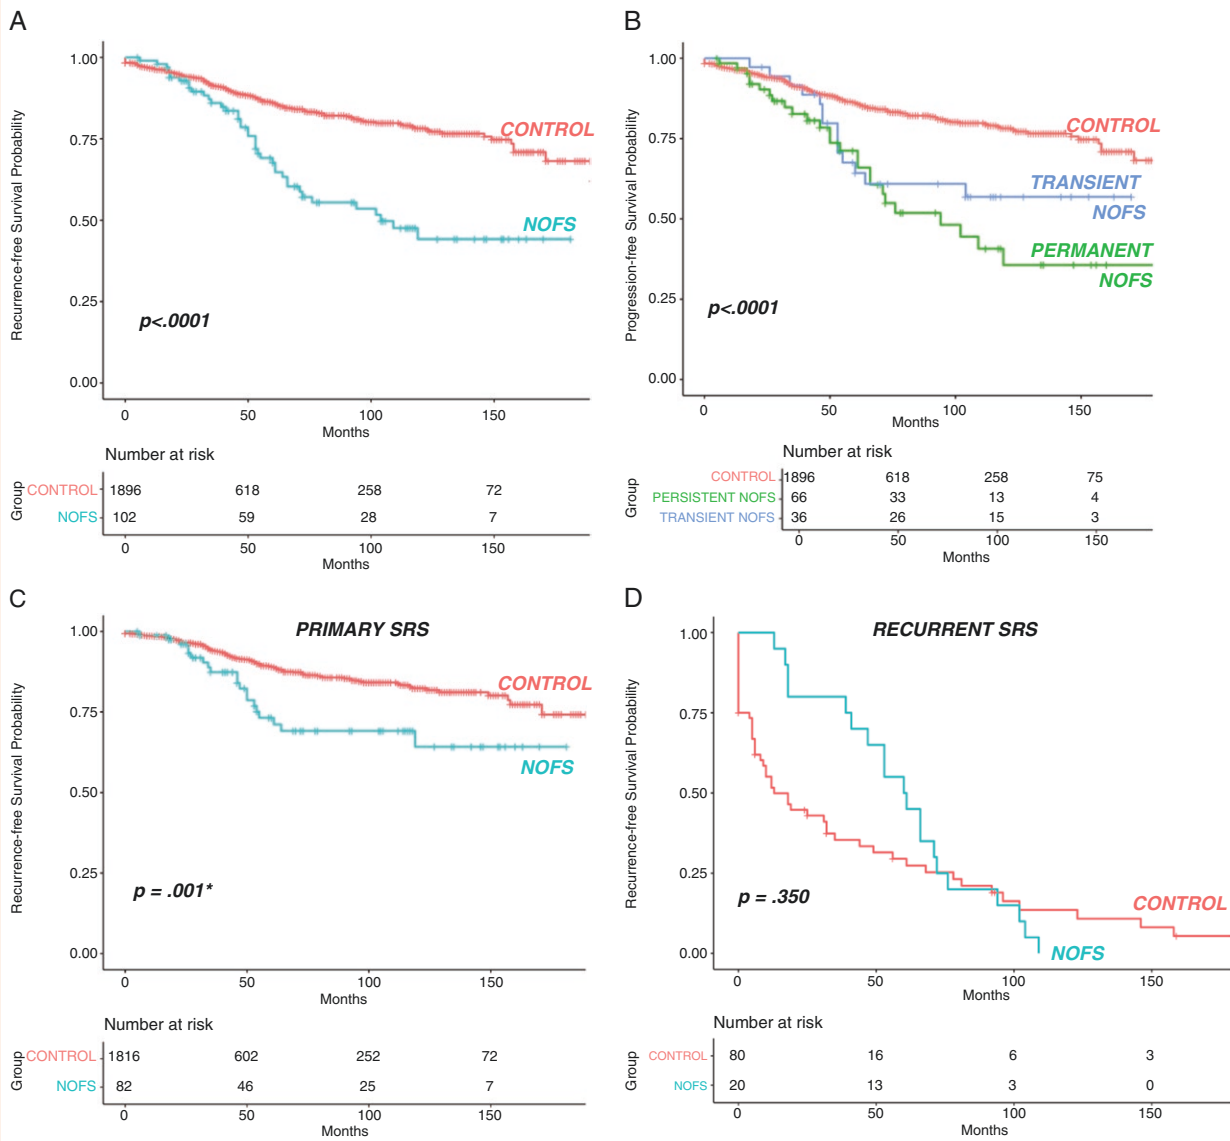 A
Recurrence-free Survival Probability
1.00
0.75
0.50
0.25
0.00
CONTROL
NOFS
p<.0001
0 50 100 150
Months
Number at risk
Group
CONTROL 1896 618 258 72
NOFS 102 59 28 7
0 50 100 150
Months
B
Progression-free Survival Probability
1.00
0.75
0.50
0.25
0.00
CONTROL
TRANSIENT
NOFS
PERMANENT
NOFS
p<.0001
0 50 100 150
Months
Number at risk
Group
CONTROL 1896 618 258 75
PERSISTENT NOFS 66 33 13 4
TRANSIENT NOFS 36 26 15 3
0 50 100 150
Months
C
PRIMARY SRS
Recurrence-free Survival Probability
1.00
0.75
0.50
0.25
0.00
CONTROL
NOFS
p = .001*
0 50 100 150
Months
Number at risk
Group
CONTROL 1816 602 252 72
NOFS 82 46 25 7
0 50 100 150
Months
D
RECURRENT SRS
Recurrence-free Survival Probability
1.00
0.75
0.50
0.25
0.00
p = .350
CONTROL
NOFS
0 50 100 150
Months
Number at risk
Group
CONTROL 80 16 6 3
NOFS 20 13 3 0
0 50 100 150
Months